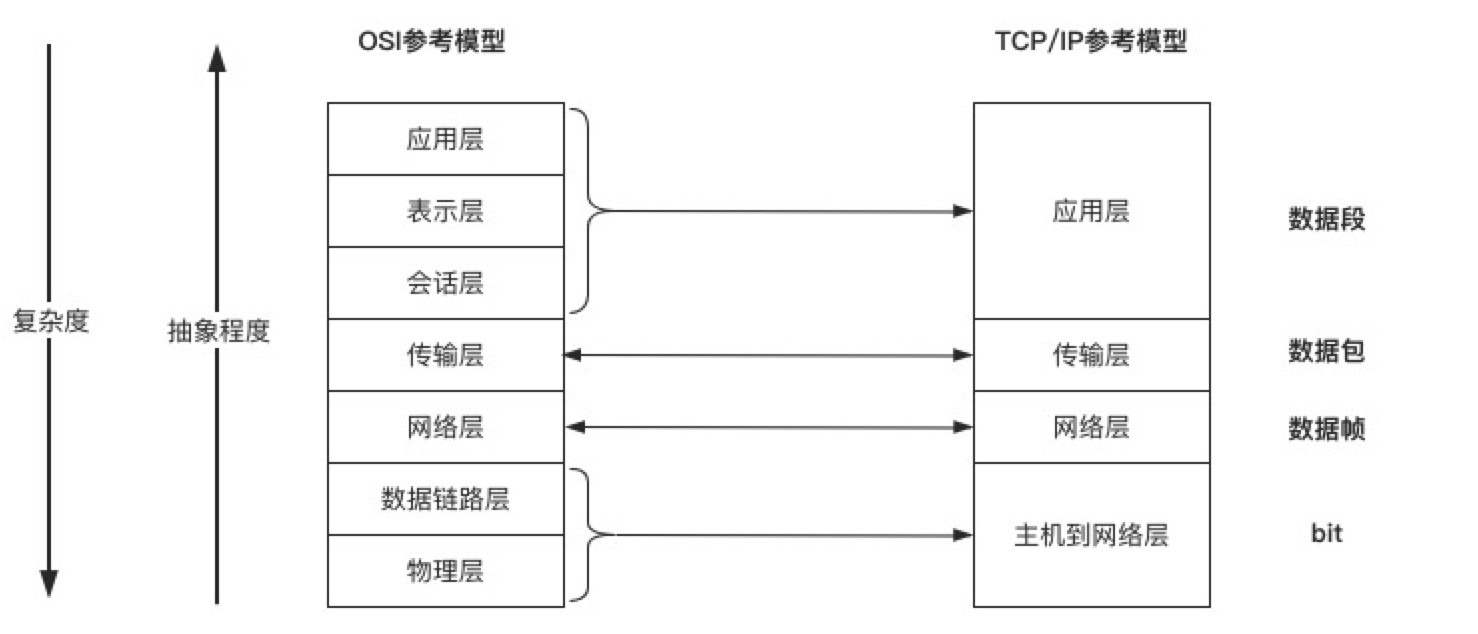 OSI参考模型
TCP/IP参考模型
应用层
表示层
会话层
传输层
网络层
数据链路层
物理层
应用层
传输层
网络层
主机到网络层
数据段
数据包
数据帧
bit
复杂度
抽象程度